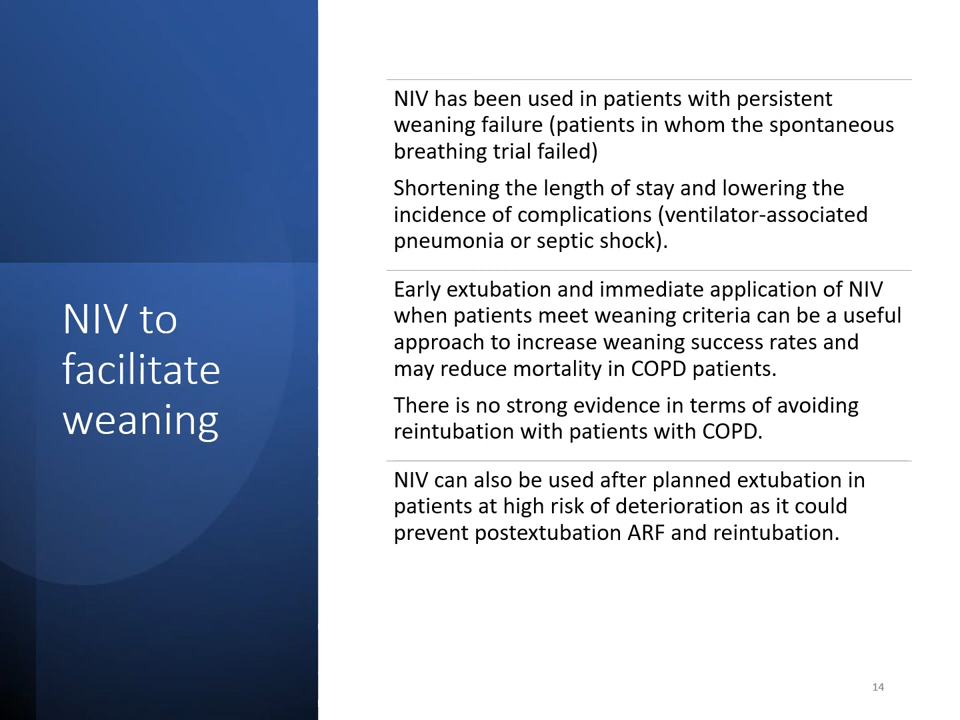 NIV to
facilitate
weaning
NIV has been used in patients with persistent
weaning failure (patients in whom the spontaneous
breathing trial failed)
Shortening the length of stay and lowering the
incidence of complications (ventilator-associated
pneumonia or septic shock).
Early extubation and immediate application of NIV
when patients meet weaning criteria can be a useful
approach to increase weaning success rates and
may reduce mortality in COPD patients.
There is no strong evidence in terms of avoiding
reintubation with patients with COPD.
NIV can also be used after planned extubation in
patients at high risk of deterioration as it could
prevent postextubation ARF and reintubation.
14